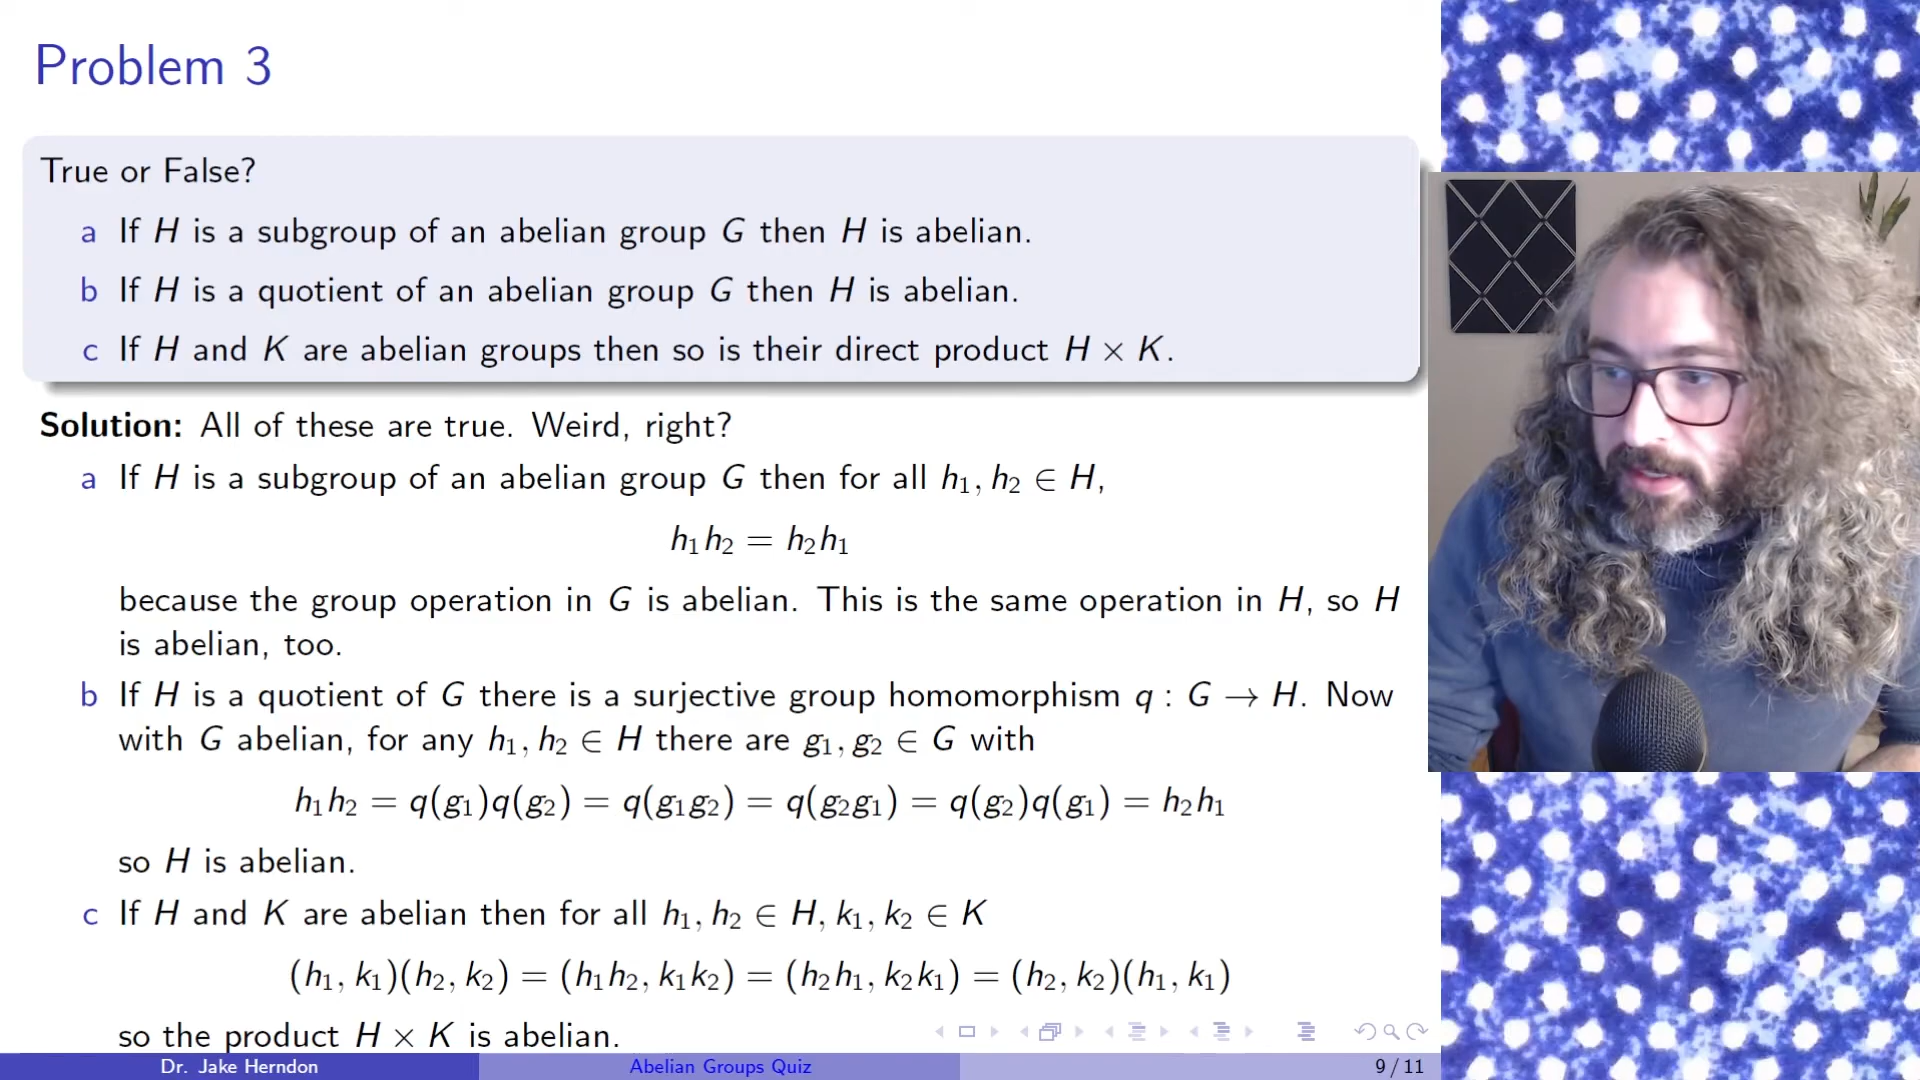 Problem 3
True or False?
a If H is a subgroup of an abelian group G then H is abelian.
b If H is a quotient of an abelian group G then H is abelian.
c If H and K are abelian groups then so is their direct product H × K.
Solution: All of these are true. Weird, right?
a If H is a subgroup of an abelian group G then for all h₁, h₂ ∈ H,
h₁h₂ = h₂h₁
because the group operation in G is abelian. This is the same operation in H, so H
is abelian, too.
b If H is a quotient of G there is a surjective group homomorphism q : G → H. Now
with G abelian, for any h₁, h₂ ∈ H there are g₁, g₂ ∈ G with
h₁h₂ = q(g₁)q(g₂) = q(g₁g₂) = q(g₂g₁) = q(g₂)q(g₁) = h₂h₁
so H is abelian.
c If H and K are abelian then for all h₁, h₂ ∈ H, k₁, k₂ ∈ K
(h₁, k₁)(h₂, k₂) = (h₁h₂, k₁k₂) = (h₂h₁, k₂k₁) = (h₂, k₂)(h₁, k₁)
so the product H × K is abelian.
Dr. Jake Herndon Abelian Groups Quiz 9 / 11